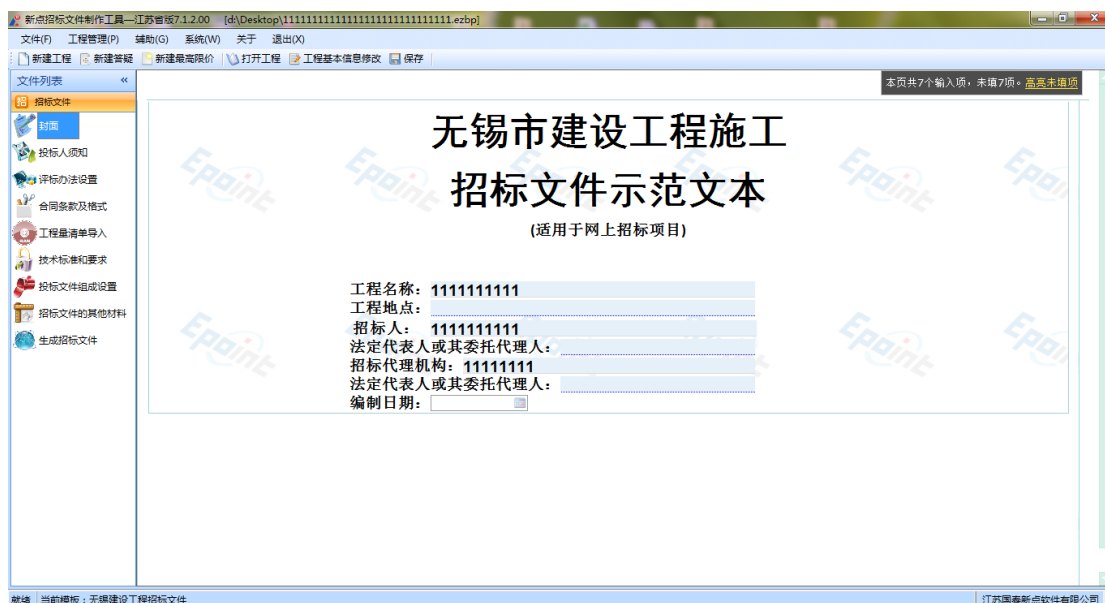 新点招标文件制作工具—江苏省版7.1.2.00 [d:\Desktop\11111111111111111111111111111.ezbp]
文件(F) 工程管理(P) 辅助(G) 系统(W) 关于 退出(X)
新建工程 新建答疑 新建最高限价 打开工程 工程基本信息修改 保存
文件列表 «
本页共7个输入项，未填7项。高亮未填项
招 招标文件
封面
投标人须知
评标办法设置
合同条款及格式
工程量清单导入
技术标准和要求
投标文件组成设置
招标文件的其他材料
生成招标文件
无锡市建设工程施工
招标文件示范文本
(适用于网上招标项目)
工程名称：1111111111
工程地点：
招标人： 1111111111
法定代表人或其委托代理人：
招标代理机构：11111111
法定代表人或其委托代理人：
编制日期：
Epoint Epoint Epoint Epoint Epoint
Epoint Epoint Epoint
就绪 当前模板：无锡建设工程招标文件 江苏国泰新点软件有限公司